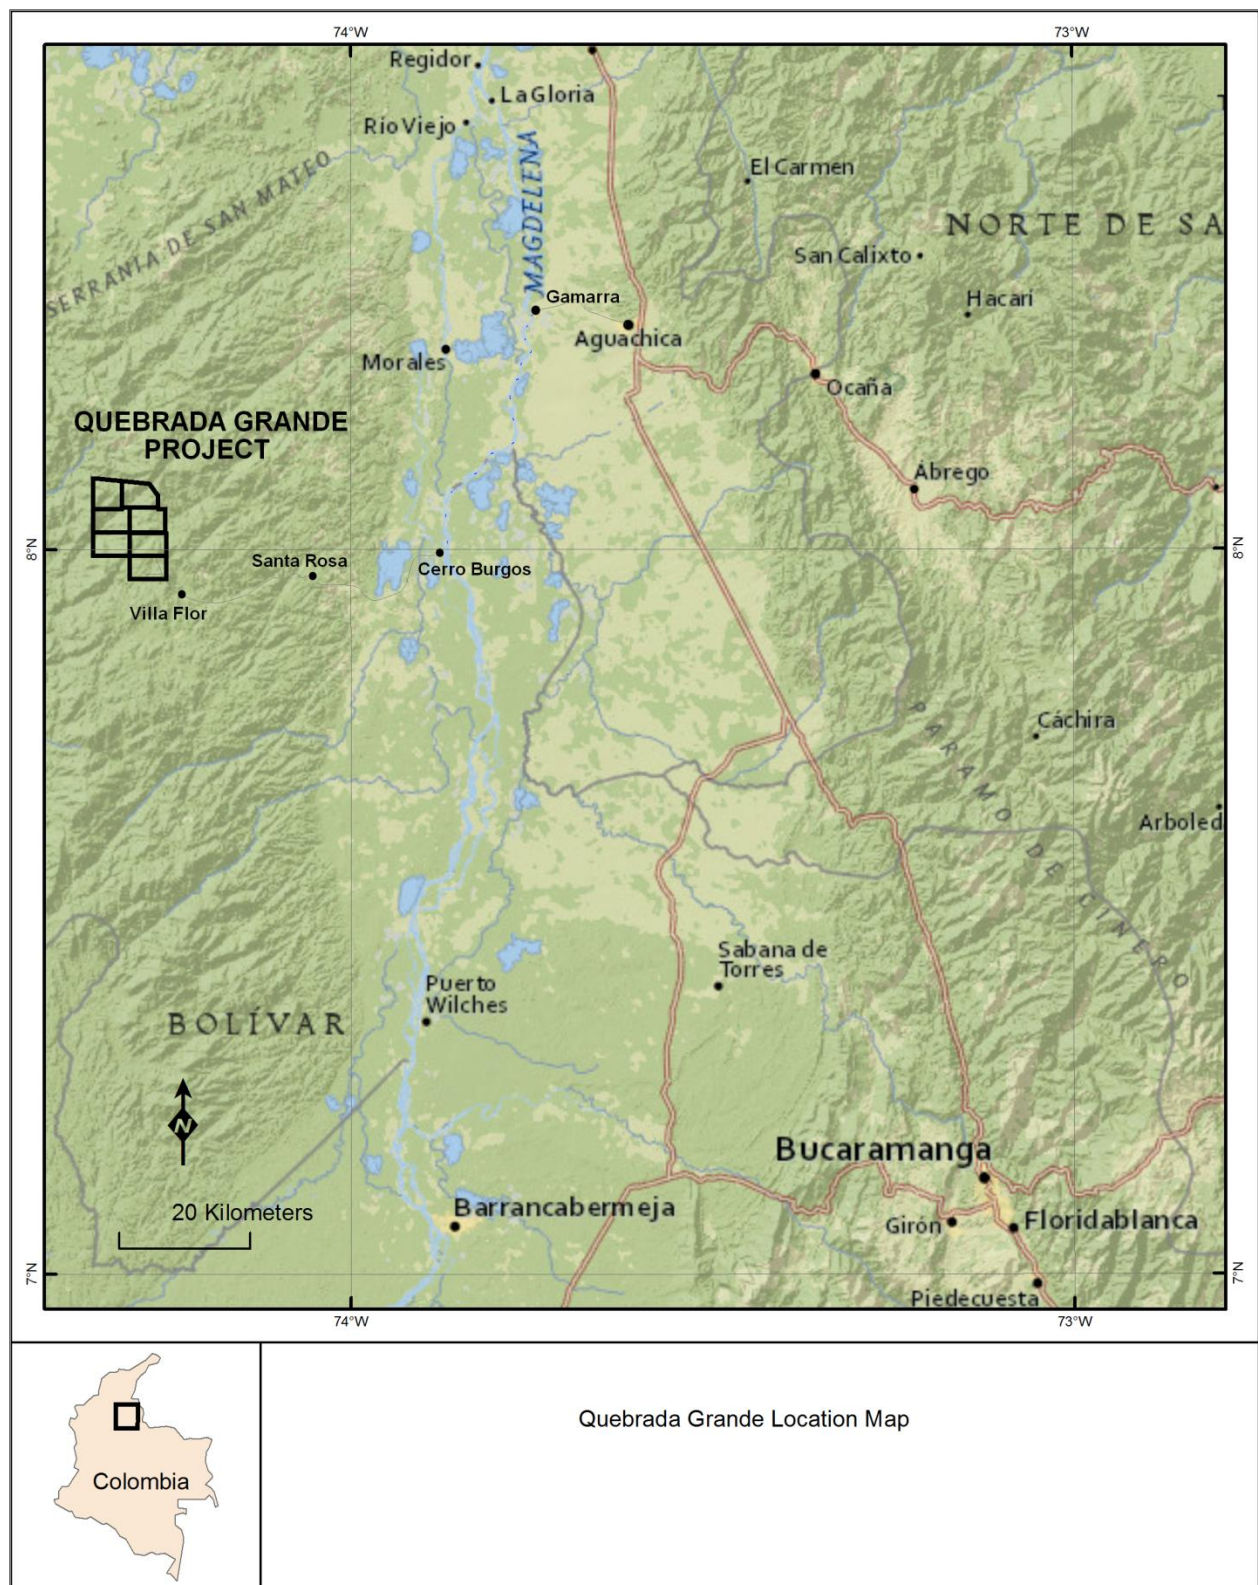 74°W
73°W
Regidor
La Gloria
Río Viejo
MAGDELENA
SERRANÍA DE SAN MATEO
El Carmen
NORTE DE SA
San Calixto
Hacarí
Gamarra
Aguachica
Morales
Ocaña
QUEBRADA GRANDE
PROJECT
Ábrego
8°N
8°N
Santa Rosa
Cerro Burgos
Villa Flor
Cáchira
PARAMO DE CINERO
Arboled
Sabana de
Torres
Puerto
Wilches
BOLÍVAR
N
Bucaramanga
20 Kilometers
Barrancabermeja
Girón
Floridablanca
7°N
7°N
Piedecuesta
74°W
73°W
Colombia
Quebrada Grande Location Map